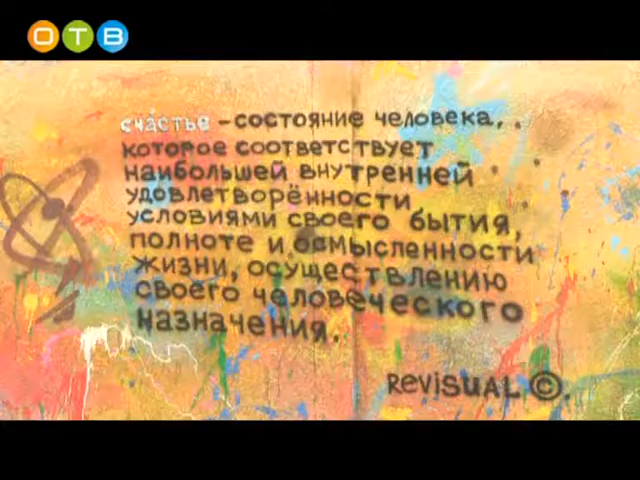 ОТВ
счастье - состояние человека,
которое соответствует
наибольшей внутренней
удовлетворённости
условиями своего бытия,
полноте и осмысленности
жизни, осуществлению
своего человеческого
назначения.
ReviSUAL ©.